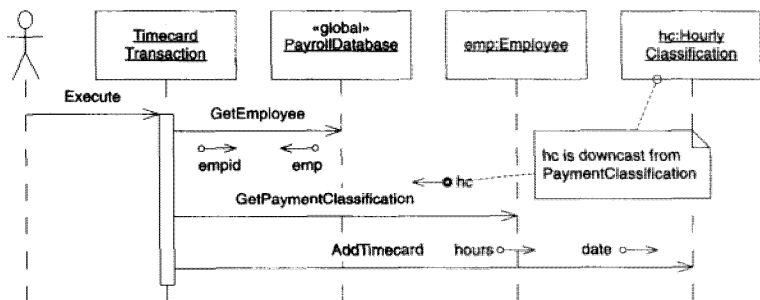 Timecard
Transaction
«global»
PayrollDatabase
emp:Employee
hc:Hourly
Classification
Execute
GetEmployee
empid
emp
hc is downcast from
PaymentClassification
hc
GetPaymentClassification
AddTimecard
hours
date